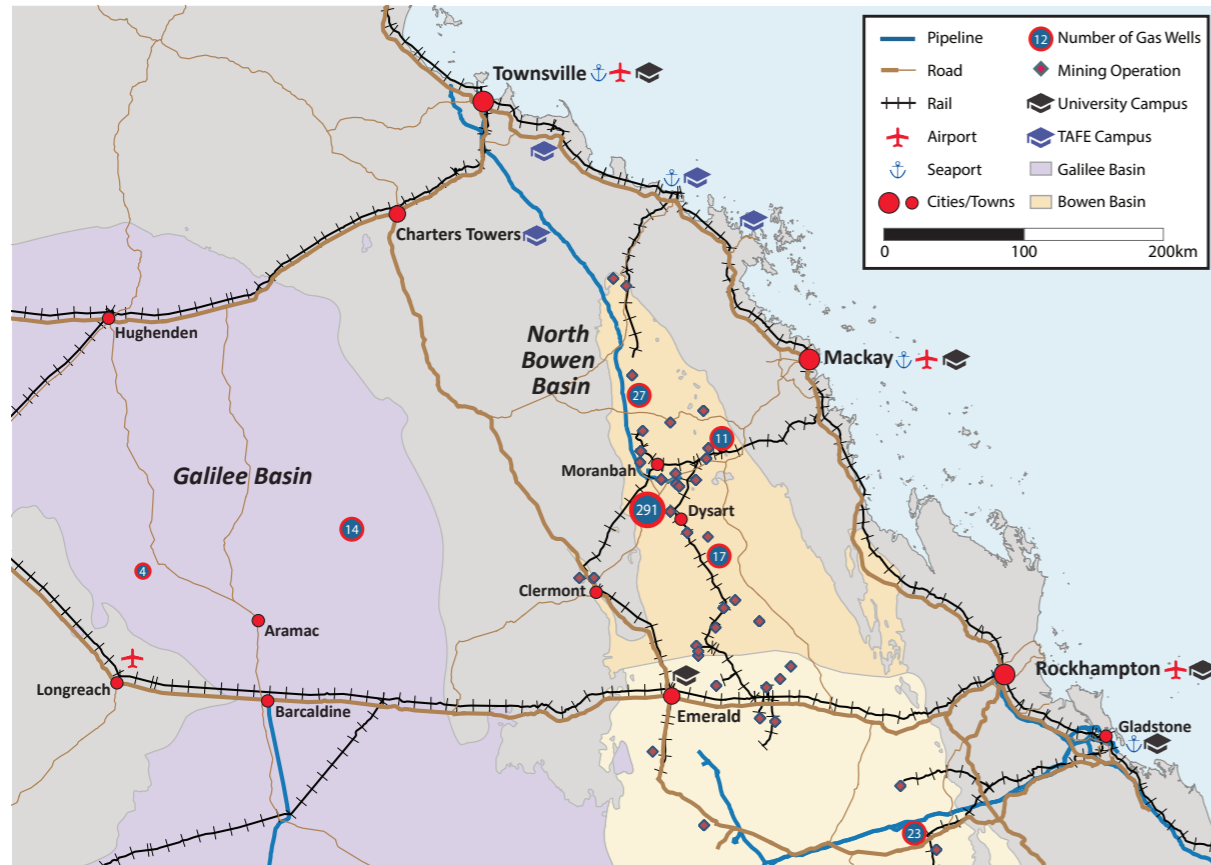 Pipeline
Road
Rail
Airport
Seaport
Cities/Towns
12
Number of Gas Wells
Mining Operation
University Campus
TAFE Campus
Galilee Basin
Bowen Basin
0
100
200km
Townsville
Charters Towers
Hughenden
North
Bowen
Basin
Mackay
27
11
Moranbah
Galilee Basin
291
Dysart
14
17
4
Clermont
Aramac
Rockhampton
Longreach
Barcaldine
Emerald
Gladstone
23